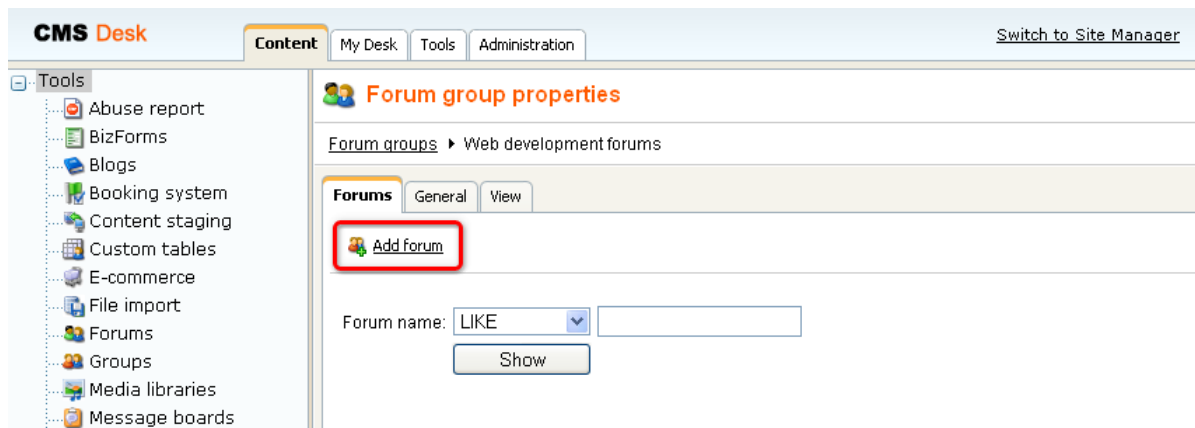 CMS Desk
Content My Desk Tools Administration
Switch to Site Manager
Tools
Abuse report
BizForms
Blogs
Booking system
Content staging
Custom tables
E-commerce
File import
Forums
Groups
Media libraries
Message boards
Forum group properties
Forum groups ▸ Web development forums
Forums General View
Add forum
Forum name: LIKE
Show